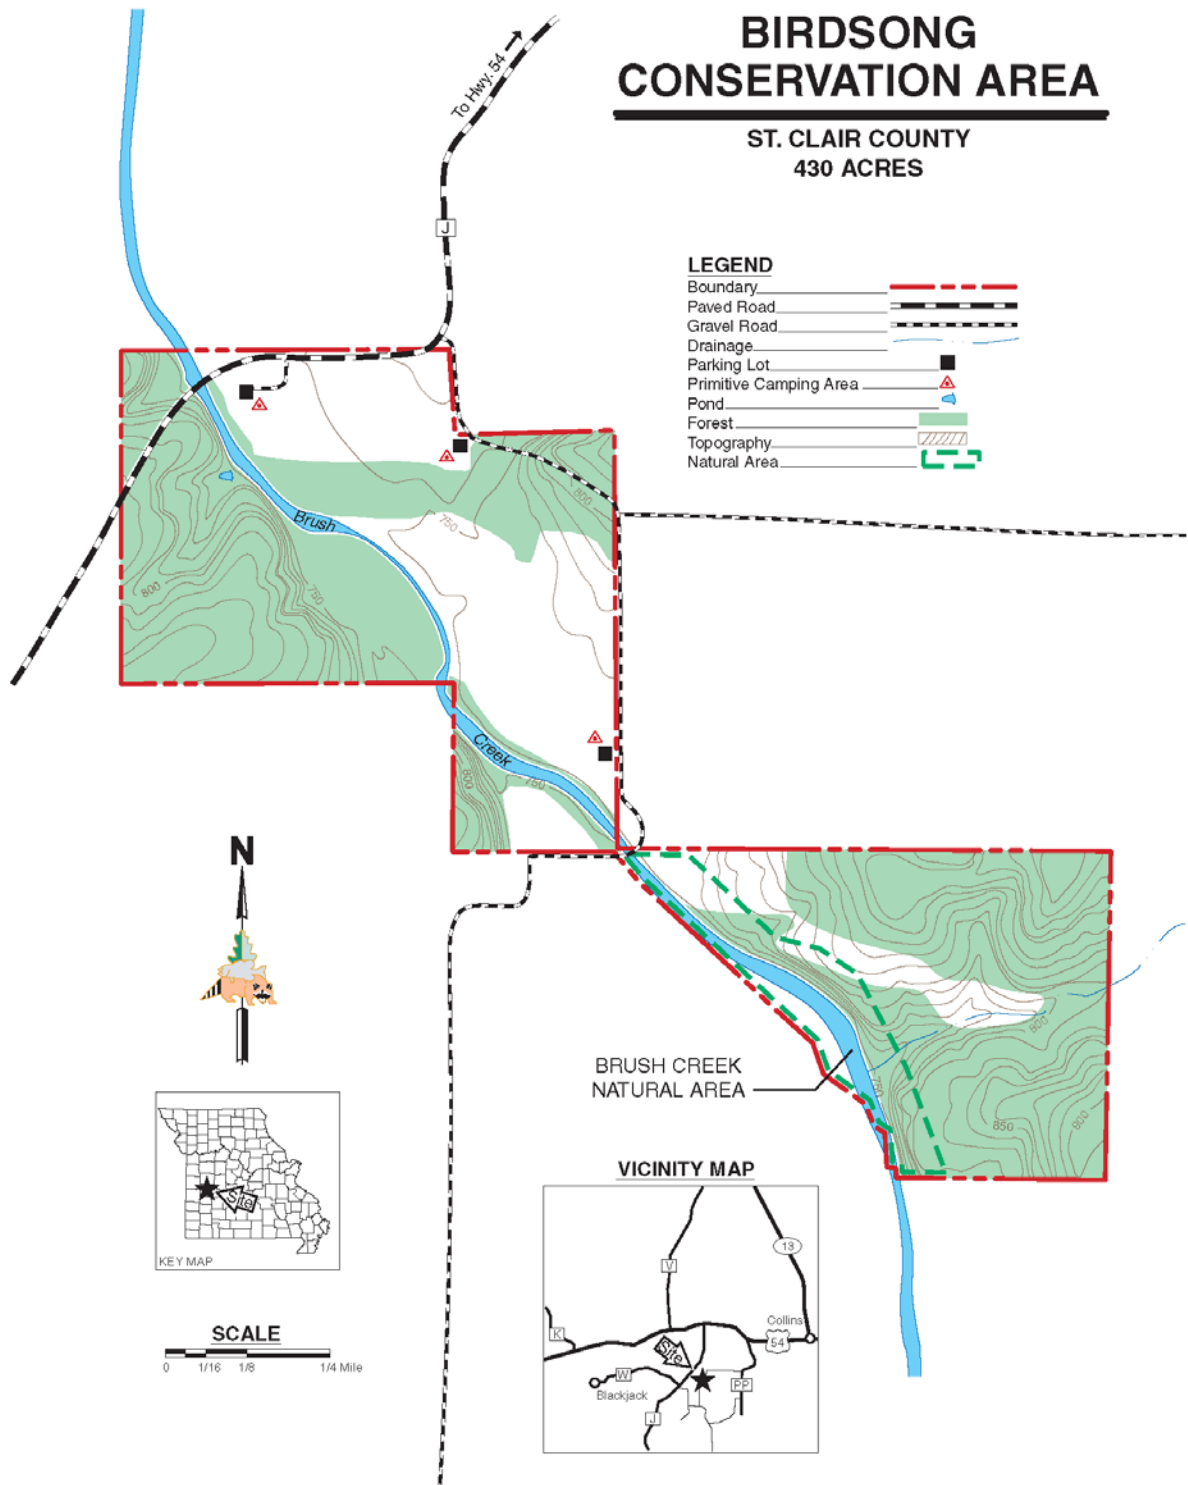 BIRDSONG
CONSERVATION AREA
ST. CLAIR COUNTY
430 ACRES
To Hwy. 54
J
LEGEND
Boundary
Paved Road
Gravel Road
Drainage
Parking Lot
Primitive Camping Area
Pond
Forest
Topography
Natural Area
800
750
Brush
800
750
Creek
800
750
N
800
BRUSH CREEK
NATURAL AREA
750
850
800
KEY MAP
Site
VICINITY MAP
13
V
K
Collins
54
Site
W
PP
Blackjack
J
SCALE
0 1/16 1/8 1/4 Mile